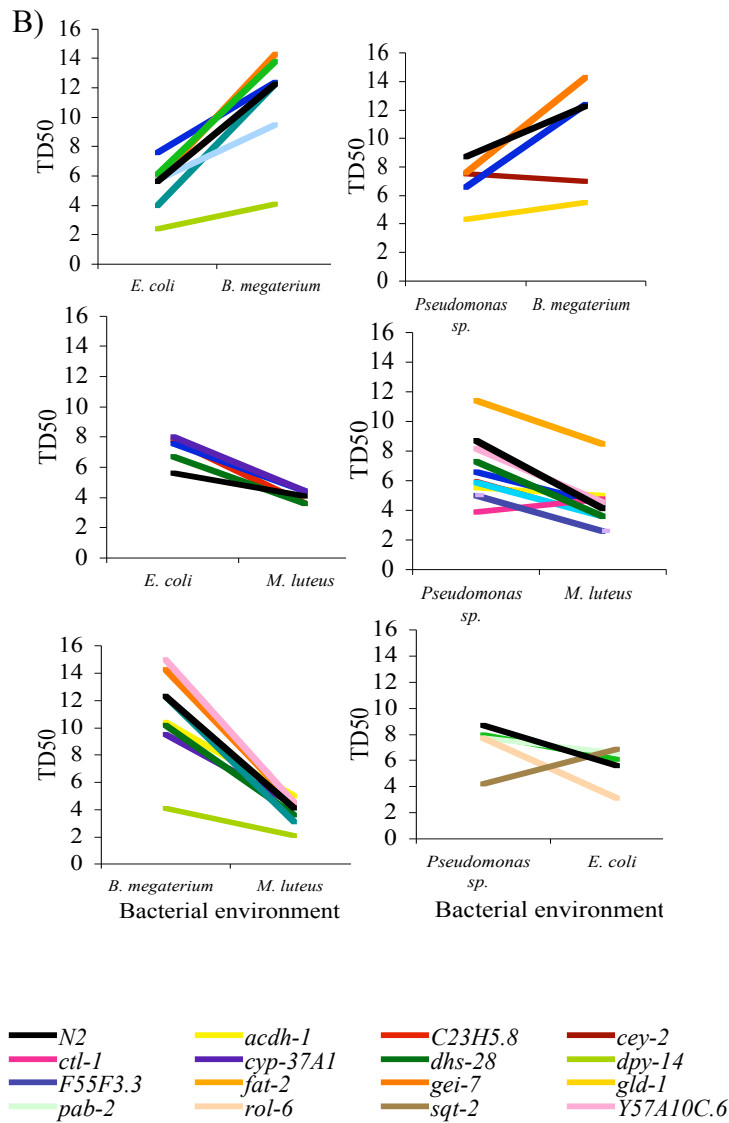 B)
16
14
12
10
8
6
4
2
0
TD50
E. coli B. megaterium
16
14
12
10
8
6
4
2
0
TD50
Pseudomonas B. megaterium
sp.
16
14
12
10
8
6
4
2
0
TD50
E. coli M. luteus
16
14
12
10
8
6
4
2
0
TD50
Pseudomonas M. luteus
sp.
16
14
12
10
8
6
4
2
0
TD50
B. megaterium M. luteus
Bacterial environment
16
14
12
10
8
6
4
2
0
TD50
Pseudomonas E. coli
sp.
Bacterial environment
N2 acdh-1 C23H5.8 cey-2
ctl-1 cyp-37A1 dhs-28 dpy-14
F55F3.3 fat-2 gei-7 gld-1
pab-2 rol-6 sqt-2 Y57A10C.6